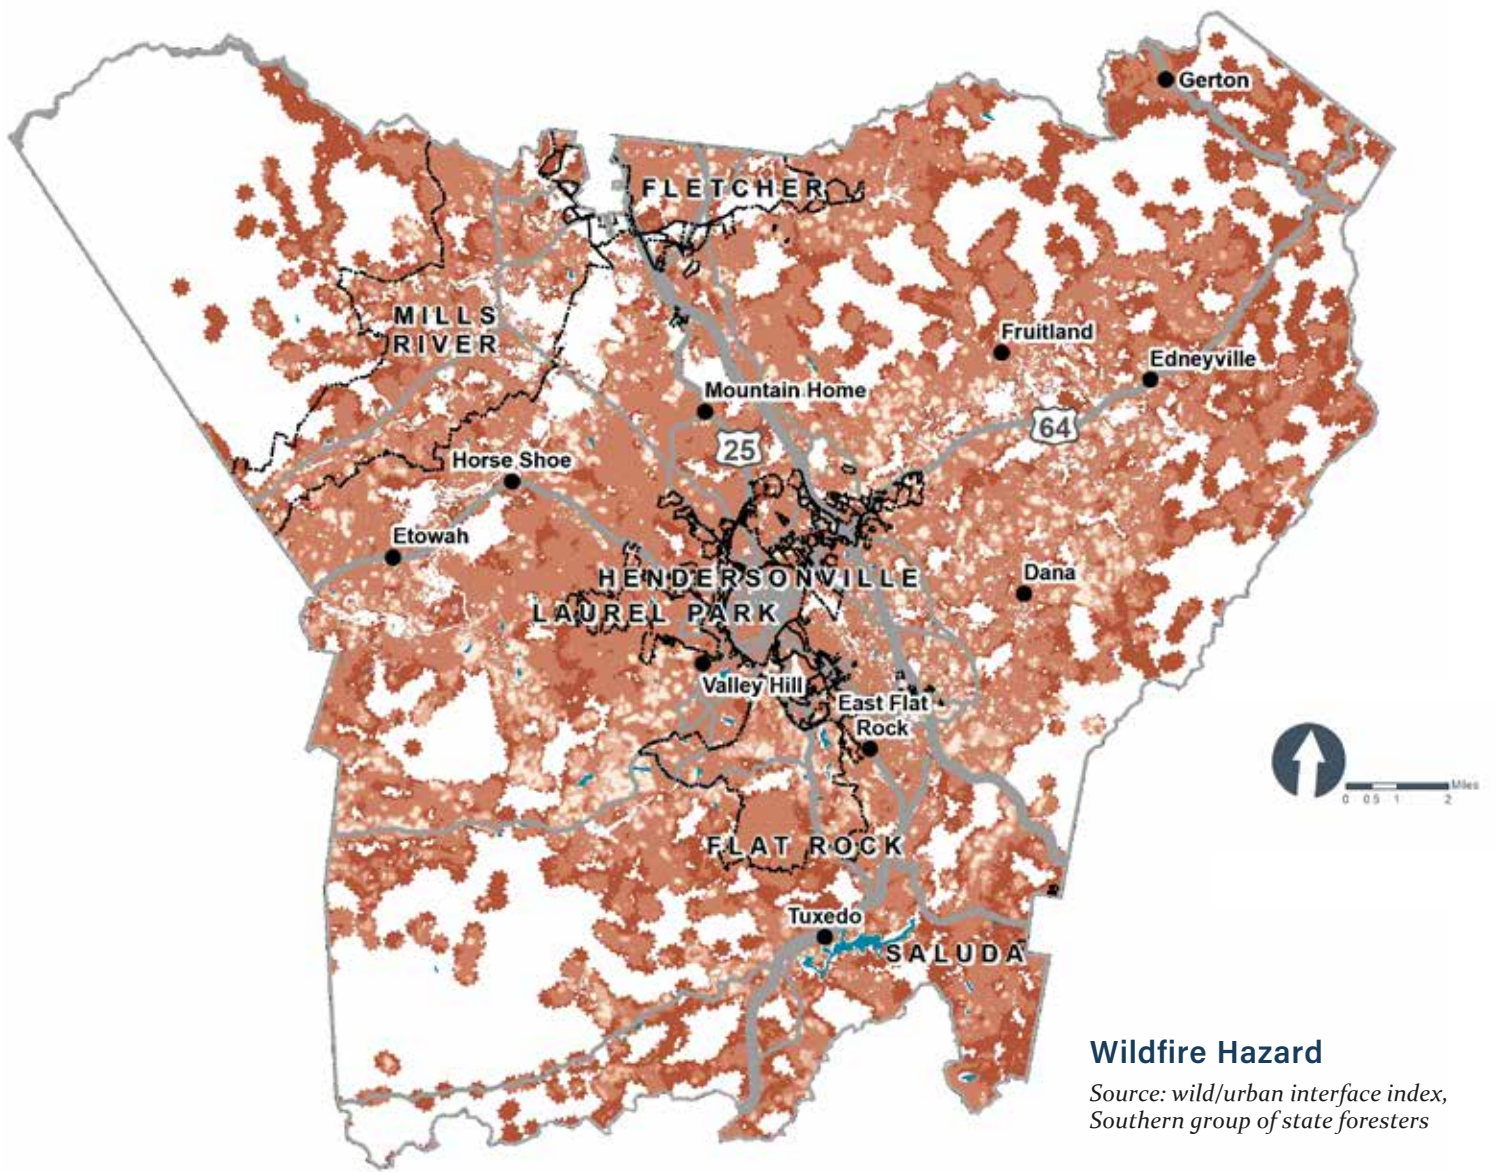 Gerton
FLETCHER
MILLS
RIVER
Fruitland
Edneyville
Mountain Home
25
64
Horse Shoe
Etowah
Dana
HENDERSONVILLE
LAUREL PARK
Valley Hill
East Flat
Rock
Miles
0 0.5 1 2
FLAT ROCK
Tuxedo
SALUDA
Wildfire Hazard
Source: wild/urban interface index,
Southern group of state foresters